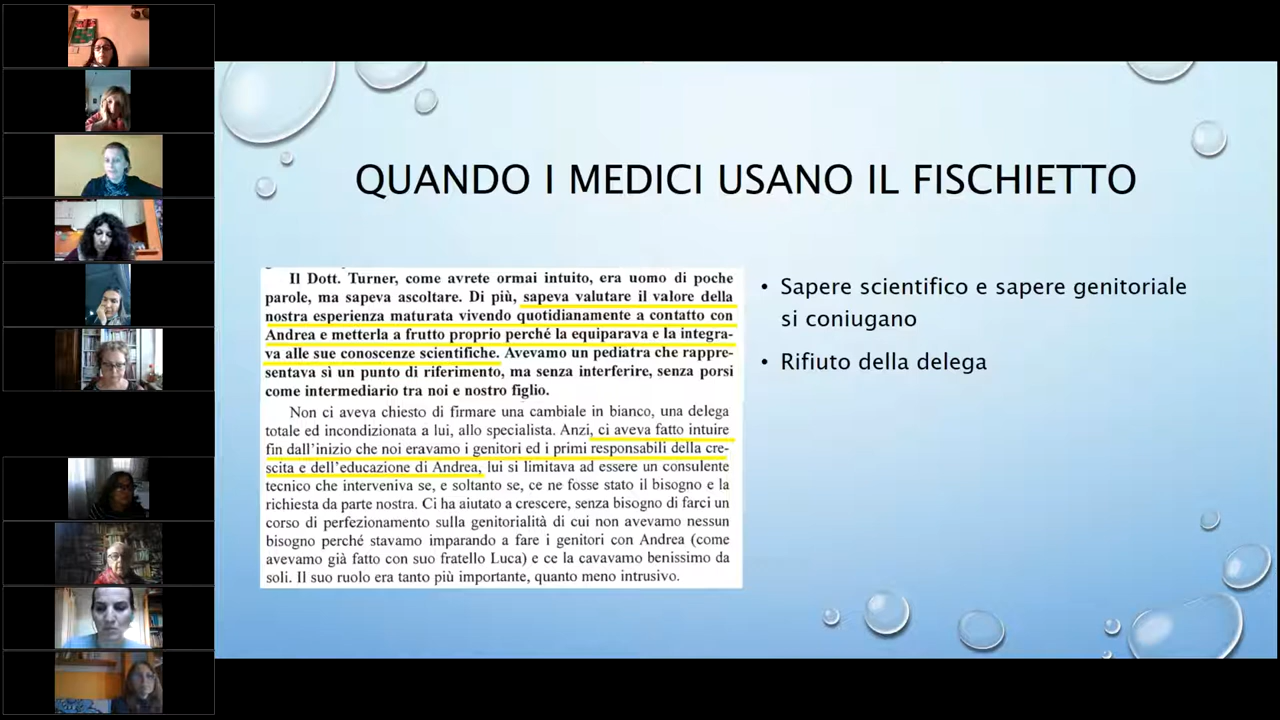 QUANDO I MEDICI USANO IL FISCHIETTO
Il Dott. Turner, come avrete ormai intuito, era uomo di poche
parole, ma sapeva ascoltare. Di più, sapeva valutare il valore della
nostra esperienza maturata vivendo quotidianamente a contatto con
Andrea e metterla a frutto proprio perché la equiparava e la integra-
va alle sue conoscenze scientifiche. Avevamo un pediatra che rappre-
sentava sì un punto di riferimento, ma senza interferire, senza porsi
come intermediario tra noi e nostro figlio.
Non ci aveva chiesto di firmare una cambiale in bianco, una delega
totale ed incondizionata a lui, allo specialista. Anzi, ci aveva fatto intuire
fin dall'inizio che noi eravamo i genitori ed i primi responsabili della cre-
scita e dell'educazione di Andrea, lui si limitava ad essere un consulente
tecnico che interveniva se, e soltanto se, ce ne fosse stato il bisogno e la
richiesta da parte nostra. Ci ha aiutato a crescere, senza bisogno di farci un
corso di perfezionamento sulla genitorialità di cui non avevamo nessun
bisogno perché stavamo imparando a fare i genitori con Andrea (come
avevamo già fatto con suo fratello Luca) e ce la cavavamo benissimo da
soli. Il suo ruolo era tanto più importante, quanto meno intrusivo.
• Sapere scientifico e sapere genitoriale
si coniugano
• Rifiuto della delega